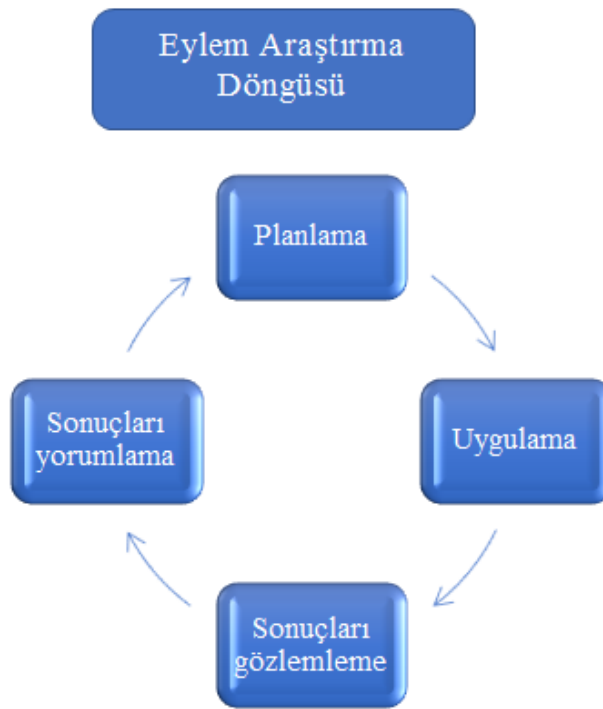 Eylem Araştırma
Döngüsü
Planlama
Uygulama
Sonuçları
gözlemleme
Sonuçları
yorumlama